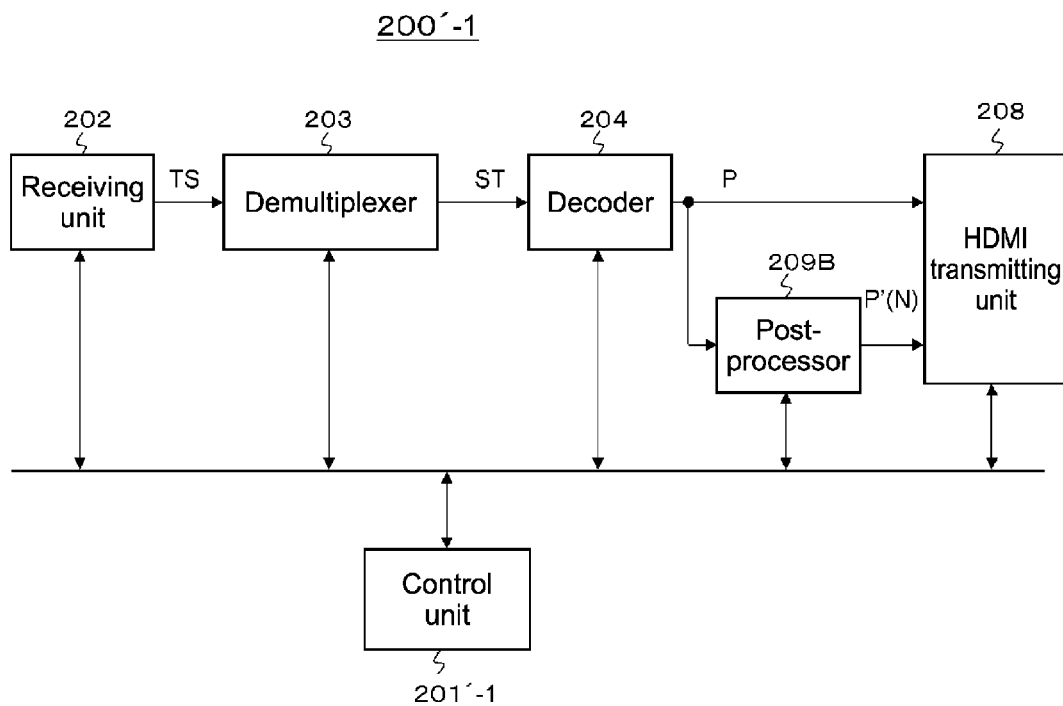 200´-1
202
203
204
208
Receiving
unit
TS
Demultiplexer
ST
Decoder
P
HDMI
transmitting
unit
209B
Post-
processor
P’(N)
Control
unit
201´-1